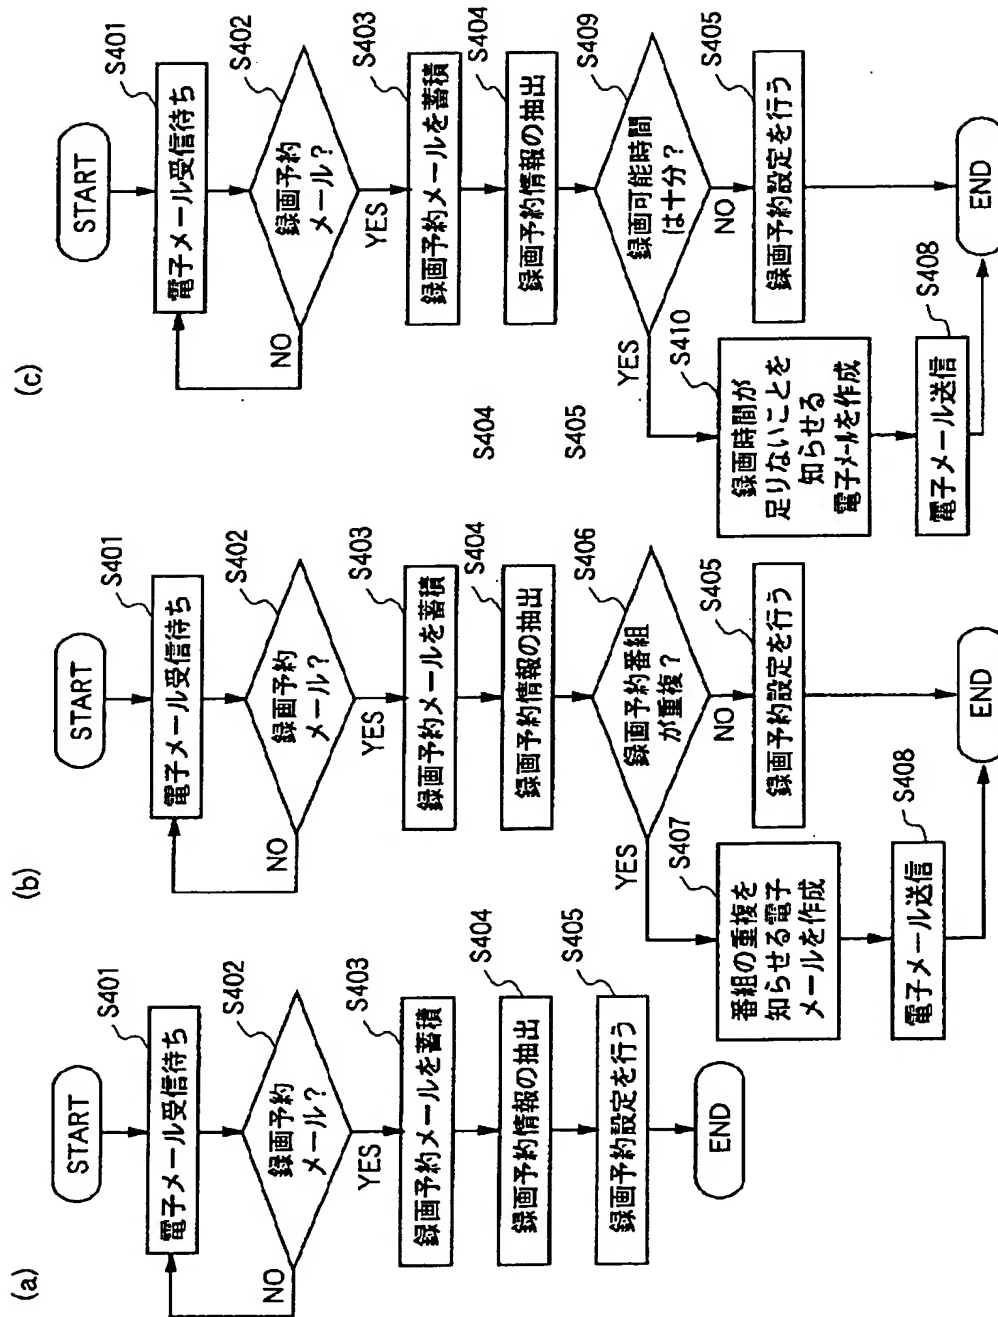 (a)
START
S401
電子メール受信待ち
S402
録画予約
メール?
NO
YES
S403
録画予約メールを蓄積
S404
録画予約情報の抽出
S405
録画予約設定を行う
END
(b)
START
S401
電子メール受信待ち
S402
録画予約
メール?
NO
YES
S403
録画予約メールを蓄積
S404
録画予約情報の抽出
S406
録画予約番組
が重複?
YES
NO
S407
番組の重複を
知らせる電子
メールを作成
S405
録画予約設定を行う
S408
電子メール送信
END
S404
S405
(c)
START
S401
電子メール受信待ち
S402
録画予約
メール?
NO
YES
S403
録画予約メールを蓄積
S404
録画予約情報の抽出
S409
録画可能時間
は十分?
YES
NO
S410
録画時間が
足りないことを
知らせる
電子メールを作成
S405
録画予約設定を行う
S408
電子メール送信
END